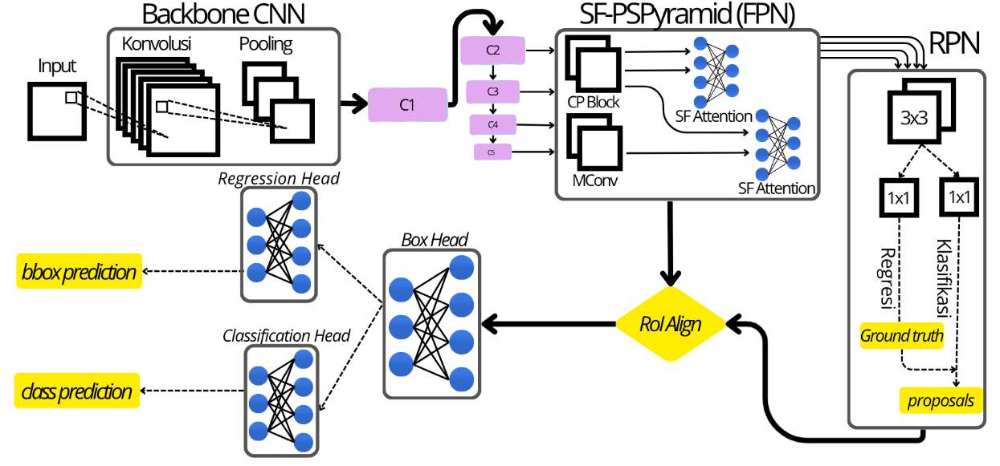 Backbone CNN
SF-PSPyramid (FPN)
RPN
Input
Konvolusi
Pooling
C1
C2
C3
C4
C5
CP Block
MConv
SF Attention
SF Attention
3x3
1x1
1x1
Regresi
Klasifikasi
Ground truth
proposals
RoI Align
Box Head
Regression Head
bbox prediction
Classification Head
class prediction